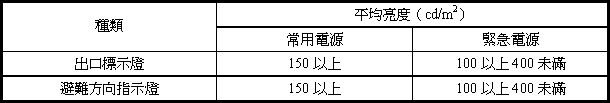 種類 平均亮度（cd/m²）
常用電源 緊急電源
出口標示燈 150 以上 100 以上 400 未滿
避難方向指示燈 150 以上 100 以上 400 未滿